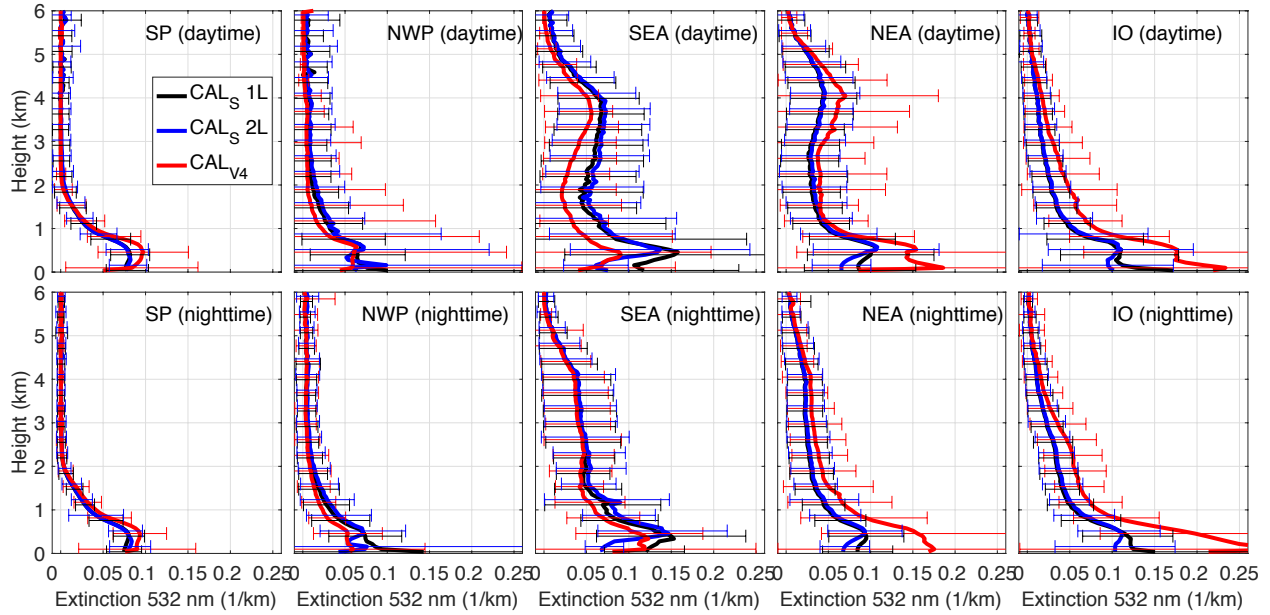 SP (daytime)
NWP (daytime)
SEA (daytime)
NEA (daytime)
IO (daytime)
CALS 1L
CALS 2L
CALV4
Height (km)
6
5
4
3
2
1
0
SP (nighttime)
NWP (nighttime)
SEA (nighttime)
NEA (nighttime)
IO (nighttime)
Height (km)
6
5
4
3
2
1
0
0 0.05 0.1 0.15 0.2 0.25
0 0.05 0.1 0.15 0.2 0.25
0 0.05 0.1 0.15 0.2 0.25
0 0.05 0.1 0.15 0.2 0.25
0 0.05 0.1 0.15 0.2 0.25
Extinction 532 nm (1/km)
Extinction 532 nm (1/km)
Extinction 532 nm (1/km)
Extinction 532 nm (1/km)
Extinction 532 nm (1/km)